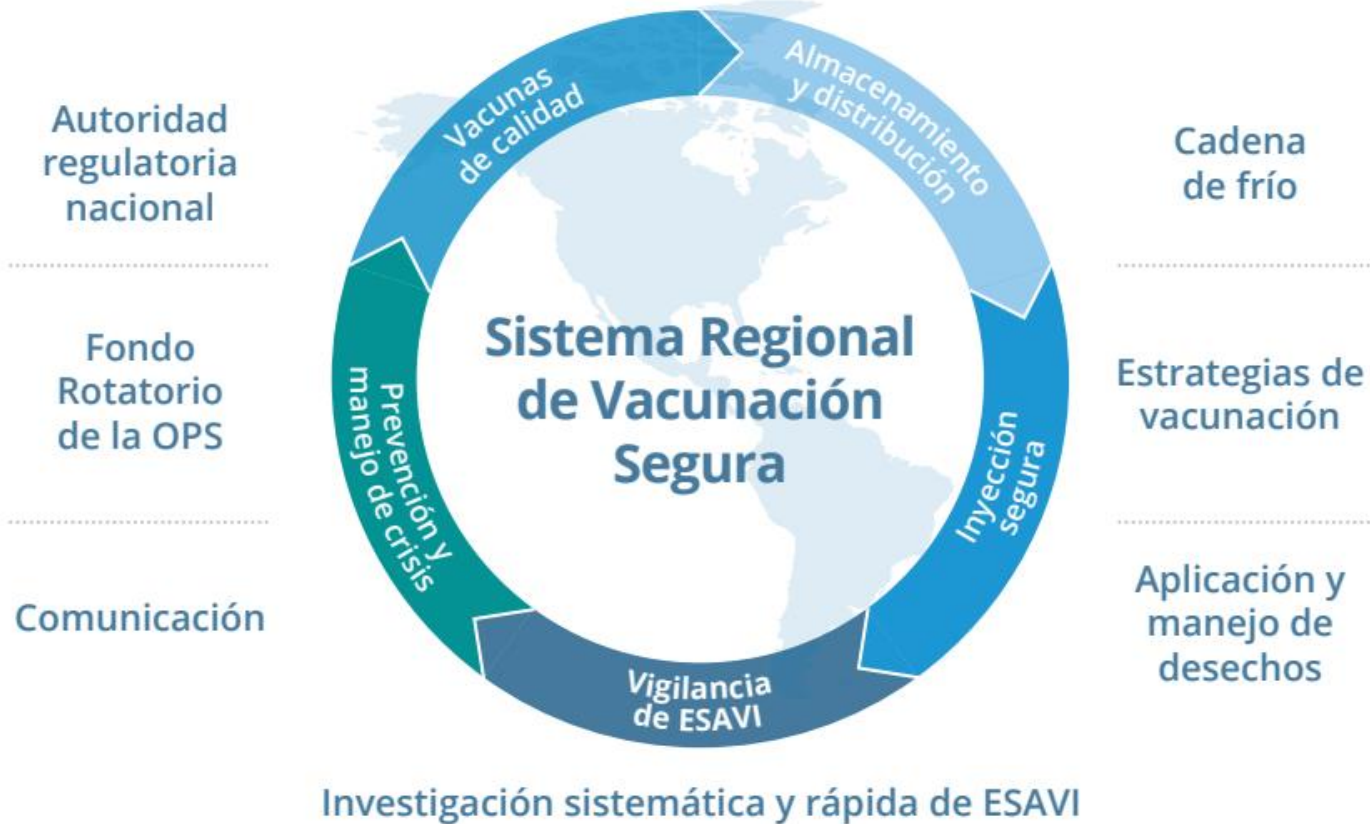 Autoridad
regulatoria
nacional
Fondo
Rotatorio
de la OPS
Comunicación
Vacunas
de calidad
Almacenamiento
y distribución
Inyección
segura
Vigilancia
de ESAVI
Prevención y
manejo de crisis
Sistema Regional
de Vacunación
Segura
Cadena
de frío
Estrategias de
vacunación
Aplicación y
manejo de
desechos
Investigación sistemática y rápida de ESAVI